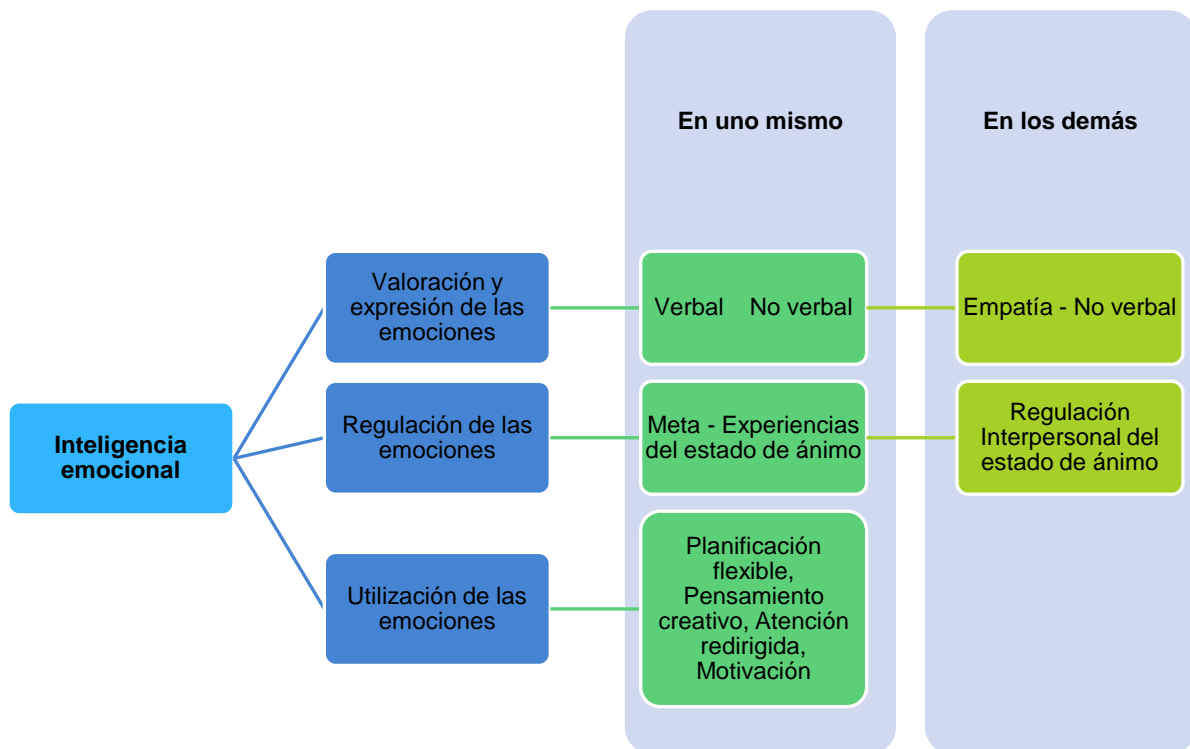 En uno mismo
En los demás
Valoración y
expresión de las
emociones
Verbal No verbal
Empatía - No verbal
Inteligencia
emocional
Regulación de las
emociones
Meta - Experiencias
del estado de ánimo
Regulación
Interpersonal del
estado de ánimo
Utilización de las
emociones
Planificación
flexible,
Pensamiento
creativo, Atención
redirigida,
Motivación